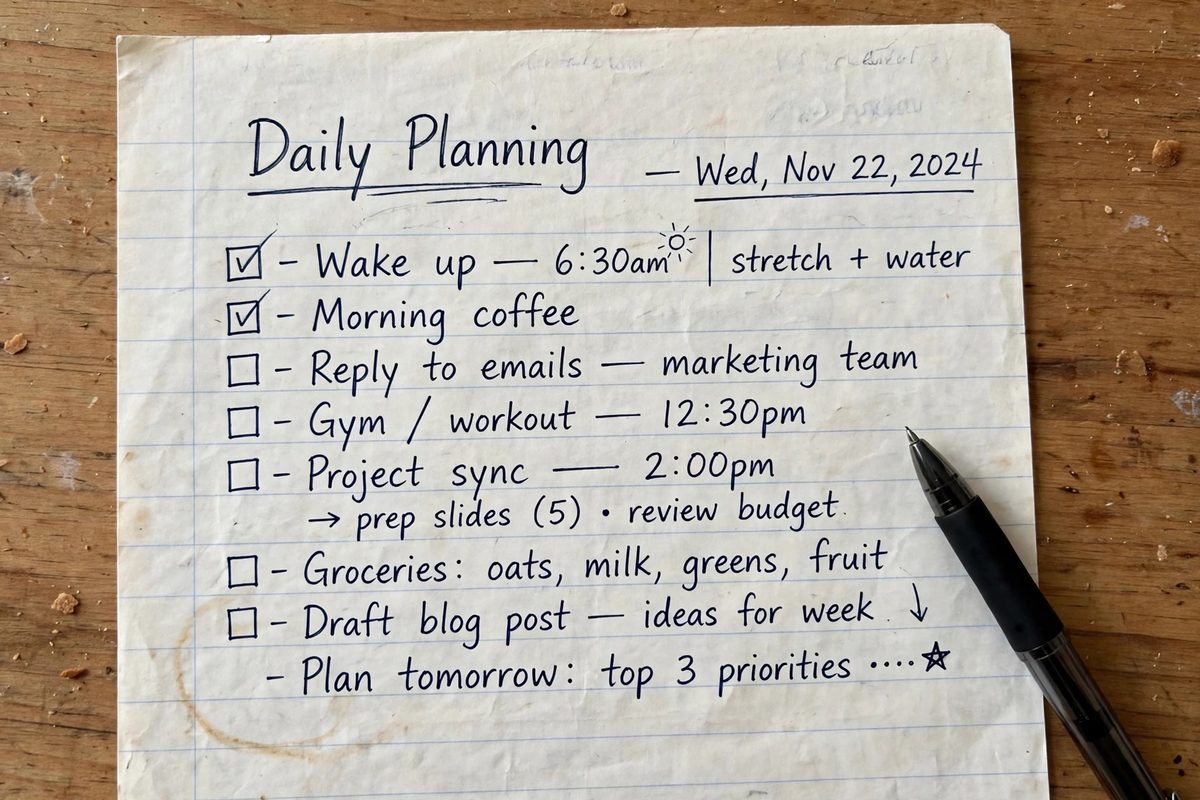 Daily Planning — Wed, Nov 22, 2024
☑ - Wake up — 6:30am ☀ | stretch + water
☑ - Morning coffee
☐ - Reply to emails — marketing team
☐ - Gym / workout — 12:30pm
☐ - Project sync — 2:00pm
→ prep slides (5) • review budget.
☐ - Groceries: oats, milk, greens, fruit
☐ - Draft blog post — ideas for week . ↓
- Plan tomorrow: top 3 priorities .... ☆